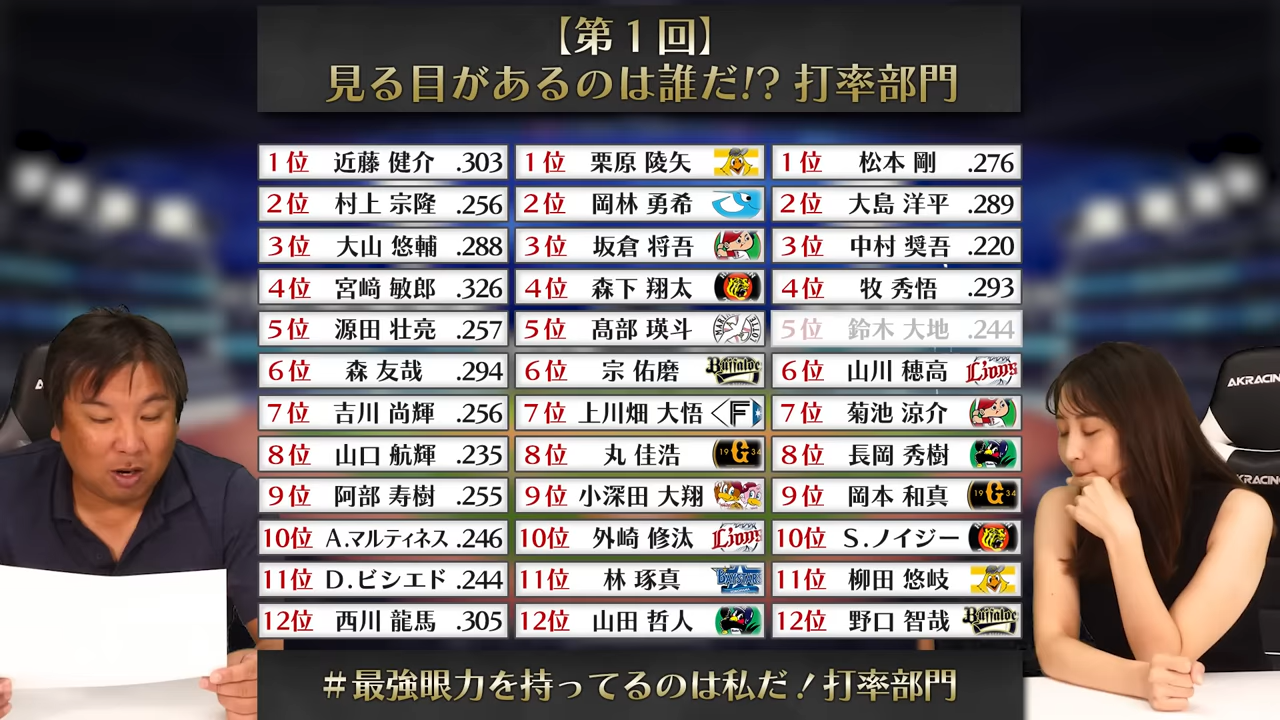 【第１回】
見る目があるのは誰だ!? 打率部門
1位 近藤 健介 .303
2位 村上 宗隆 .256
3位 大山 悠輔 .288
4位 宮﨑 敏郎 .326
5位 源田 壮亮 .257
6位 森 友哉 .294
7位 吉川 尚輝 .256
8位 山口 航輝 .235
9位 阿部 寿樹 .255
10位 A.マルティネス .246
11位 D.ビシエド .244
12位 西川 龍馬 .305
1位 栗原 陵矢
2位 岡林 勇希
3位 坂倉 将吾
4位 森下 翔太
5位 髙部 瑛斗
6位 宗 佑磨 Buffaloes
7位 上川畑 大悟 F
8位 丸 佳浩 19 G 34
9位 小深田 大翔
10位 外崎 修汰 Lions
11位 林 琢真 BAYSTARS
12位 山田 哲人
1位 松本 剛 .276
2位 大島 洋平 .289
3位 中村 奨吾 .220
4位 牧 秀悟 .293
5位 鈴木 大地 .244
6位 山川 穂高 Lions
7位 菊池 涼介
8位 長岡 秀樹
9位 岡本 和真 19 G 34
10位 S.ノイジー
11位 柳田 悠岐
12位 野口 智哉 Buffaloes
AKRACIN
KRACIN
＃最強眼力を持ってるのは私だ！打率部門